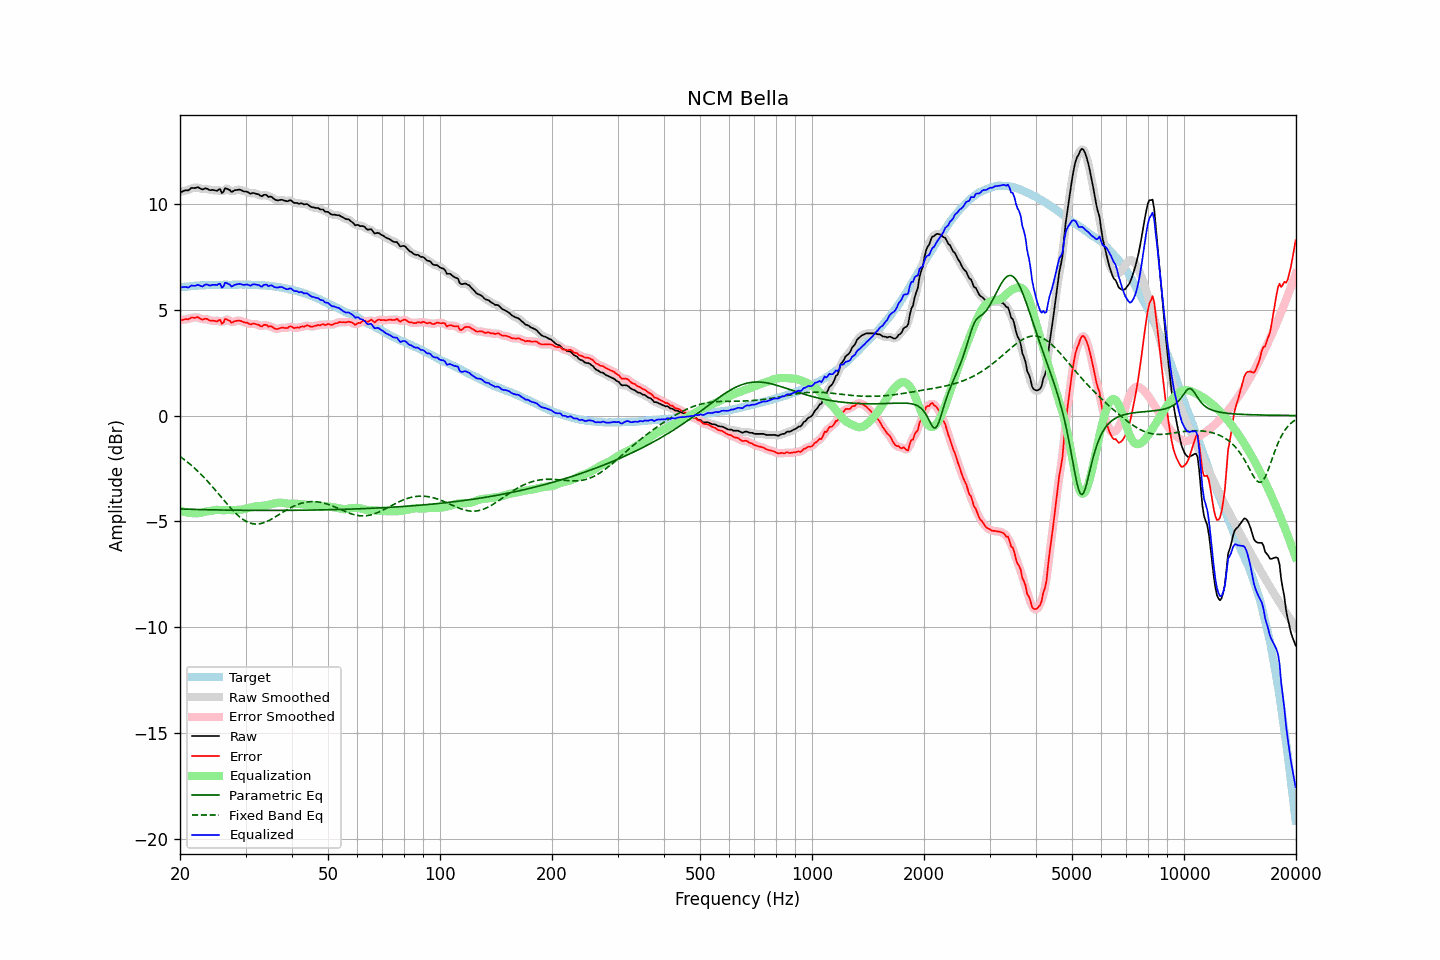 NCM Bella
Amplitude (dBr)
10
5
0
−5
−10
−15
−20
Target
Raw Smoothed
Error Smoothed
Raw
Error
Equalization
Parametric Eq
Fixed Band Eq
Equalized
20
50
100
200
500
1000
2000
5000
10000
20000
Frequency (Hz)